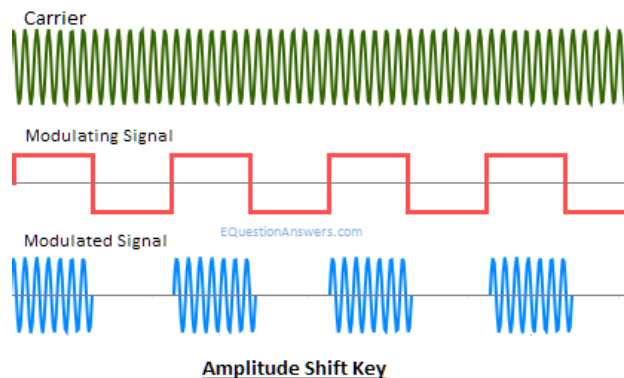 Carrier
Modulating Signal
EQuestionAnswers.com
Modulated Signal
Amplitude Shift Key